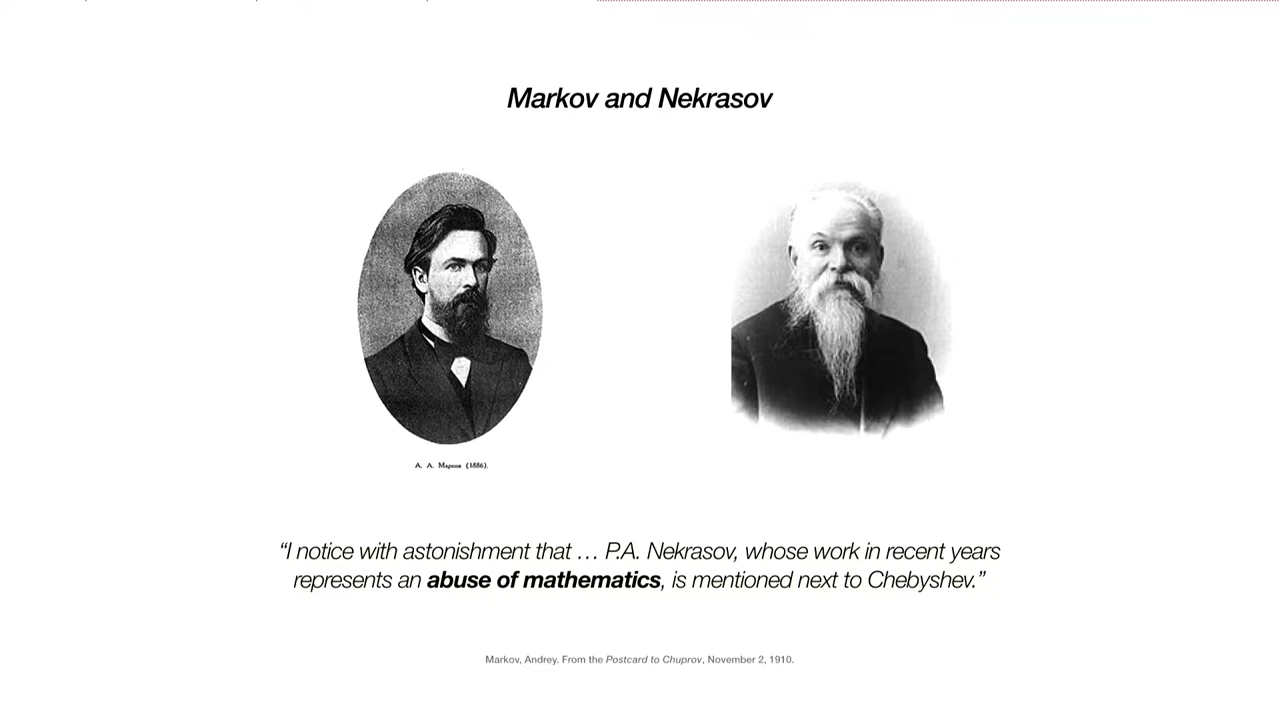 Markov and Nekrasov
А. А. Марков (1886).
“I notice with astonishment that … P.A. Nekrasov, whose work in recent years
represents an abuse of mathematics, is mentioned next to Chebyshev.”
Markov, Andrey. From the Postcard to Chuprov, November 2, 1910.